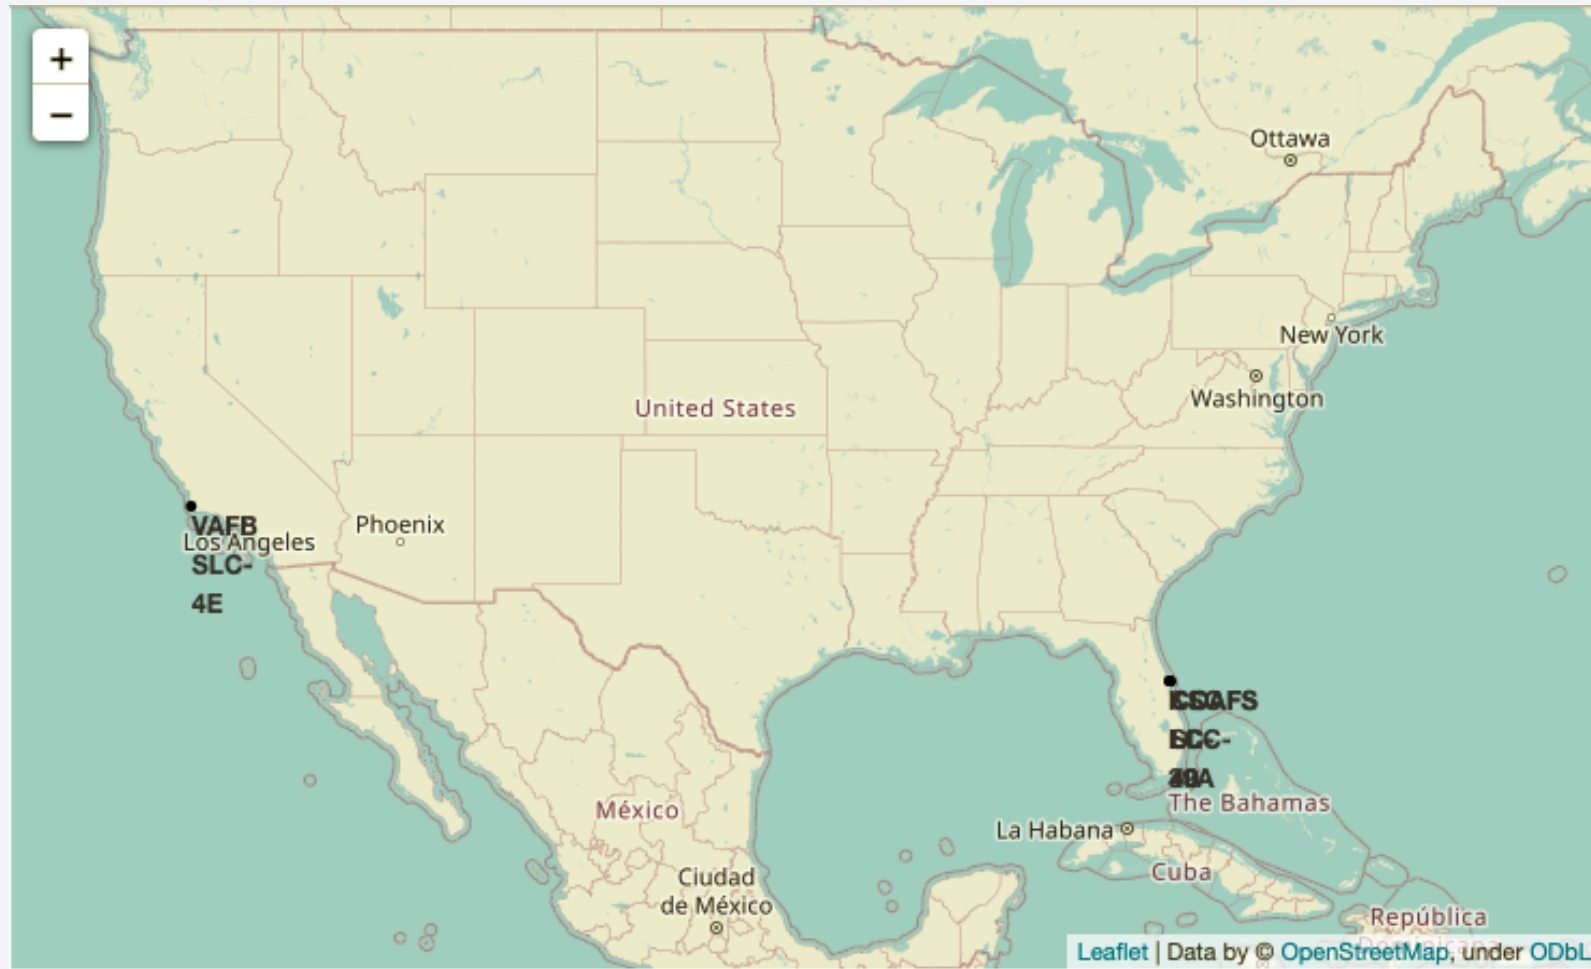 +
−
Ottawa
New York
Washington
United States
VAFB
Los Angeles
SLC-
4E
Phoenix
The Bahamas
México
La Habana
Cuba
Ciudad
de México
República
Dominicana
Leaflet | Data by © OpenStreetMap, under ODbL